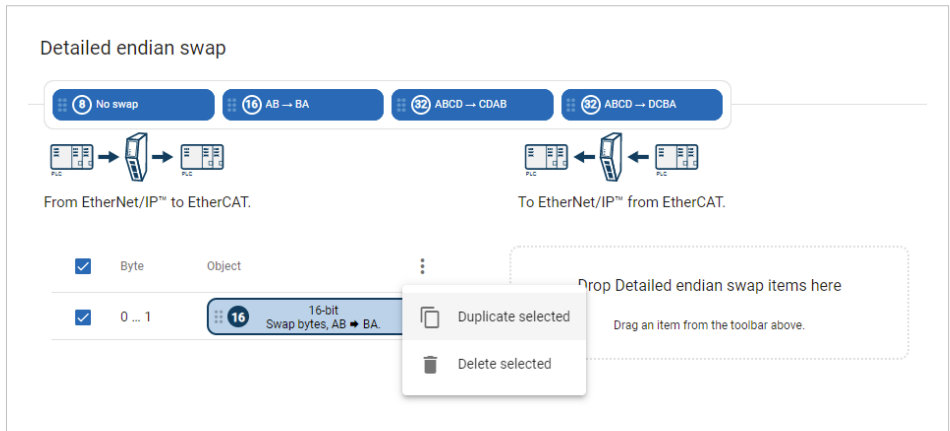 Detailed endian swap
8 No swap
16 AB → BA
32 ABCD → CDAB
32 ABCD → DCBA
PLC PLC
PLC PLC
From EtherNet/IP™ to EtherCAT.
To EtherNet/IP™ from EtherCAT.
Byte Object
0 ... 1
16 16-bit
Swap bytes, AB ➡ BA.
Duplicate selected
Delete selected
Drop Detailed endian swap items here
Drag an item from the toolbar above.